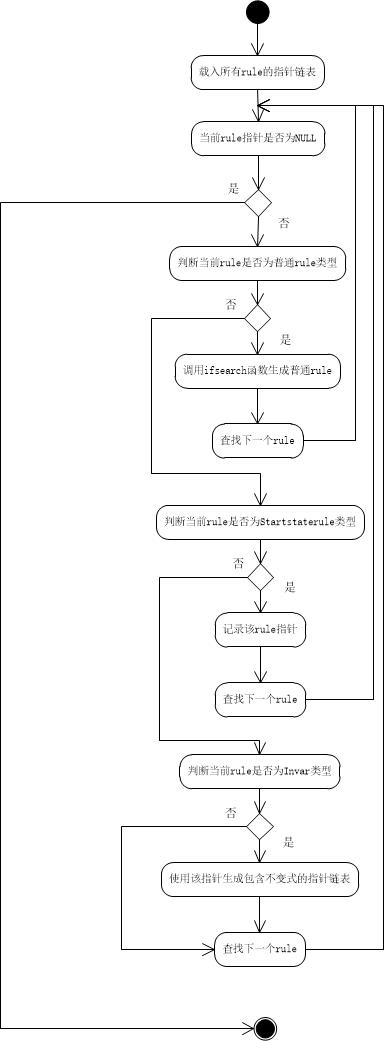 载入所有rule的指针链表
当前rule指针是否为NULL
是
否
判断当前rule是否为普通rule类型
否
是
调用ifsearch函数生成普通rule
查找下一个rule
判断当前rule是否为Startstaterule类型
否
是
记录该rule指针
查找下一个rule
判断当前rule是否为Invar类型
否
是
使用该指针生成包含不变式的指针链表
查找下一个rule